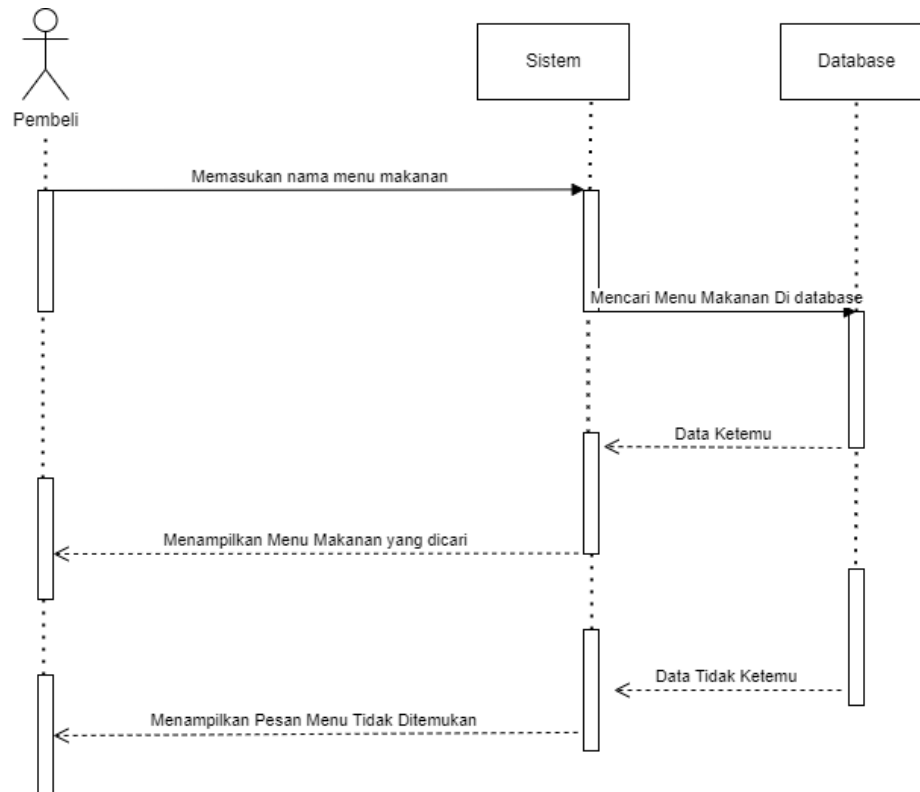 Sistem
Database
Pembeli
Memasukan nama menu makanan
Mencari Menu Makanan Di database
Data Ketemu
Menampilkan Menu Makanan yang dicari
Data Tidak Ketemu
Menampilkan Pesan Menu Tidak Ditemukan